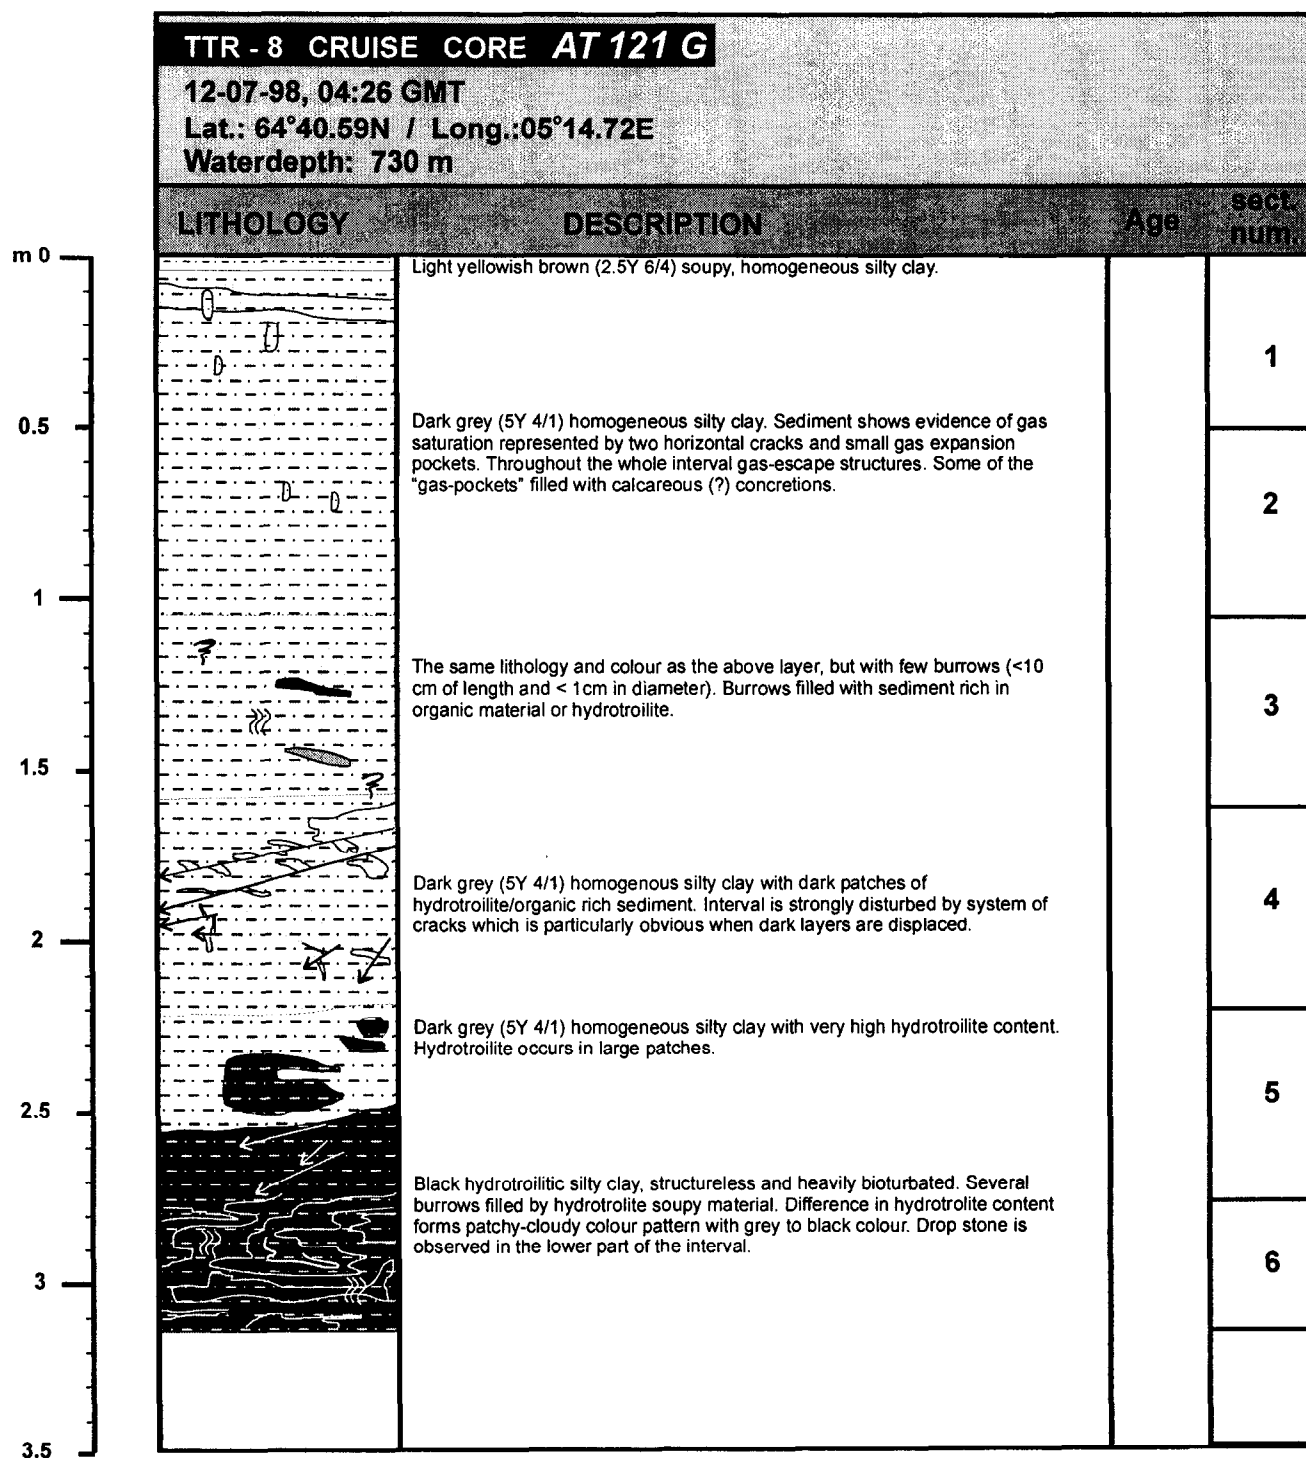 TTR - 8 CRUISE CORE AT 121 G
12-07-98, 04:26 GMT
Lat.: 64°40.59N / Long.:05°14.72E
Waterdepth: 730 m
LITHOLOGY DESCRIPTION Age sect. num.
m 0
Light yellowish brown (2.5Y 6/4) soupy, homogeneous silty clay.
1
0.5
Dark grey (5Y 4/1) homogeneous silty clay. Sediment shows evidence of gas
saturation represented by two horizontal cracks and small gas expansion
pockets. Throughout the whole interval gas-escape structures. Some of the
"gas-pockets" filled with calcareous (?) concretions.
2
1
The same lithology and colour as the above layer, but with few burrows (<10
cm of length and < 1cm in diameter). Burrows filled with sediment rich in
organic material or hydrotroilite.
3
1.5
Dark grey (5Y 4/1) homogenous silty clay with dark patches of
hydrotroilite/organic rich sediment. Interval is strongly disturbed by system of
cracks which is particularly obvious when dark layers are displaced.
4
2
Dark grey (5Y 4/1) homogeneous silty clay with very high hydrotroilite content.
Hydrotroilite occurs in large patches.
5
2.5
Black hydrotroilitic silty clay, structureless and heavily bioturbated. Several
burrows filled by hydrotrolite soupy material. Difference in hydrotrolite content
forms patchy-cloudy colour pattern with grey to black colour. Drop stone is
observed in the lower part of the interval.
6
3
3.5